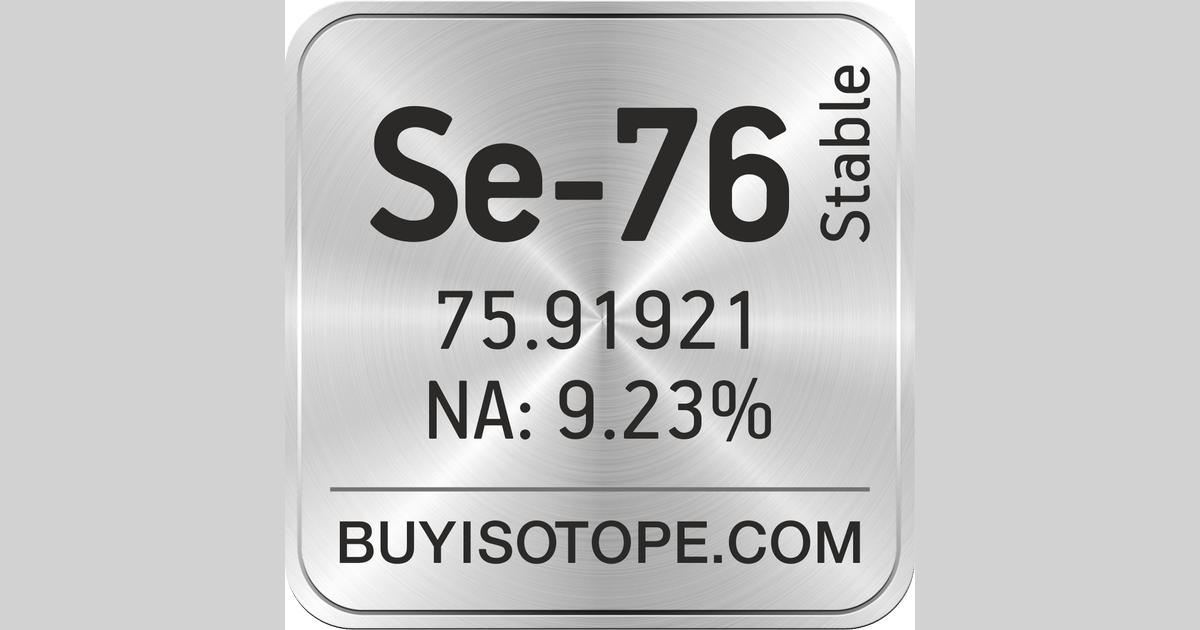 Se-76
Stable
75.91921
NA: 9.23%
BUYISOTOPE.COM